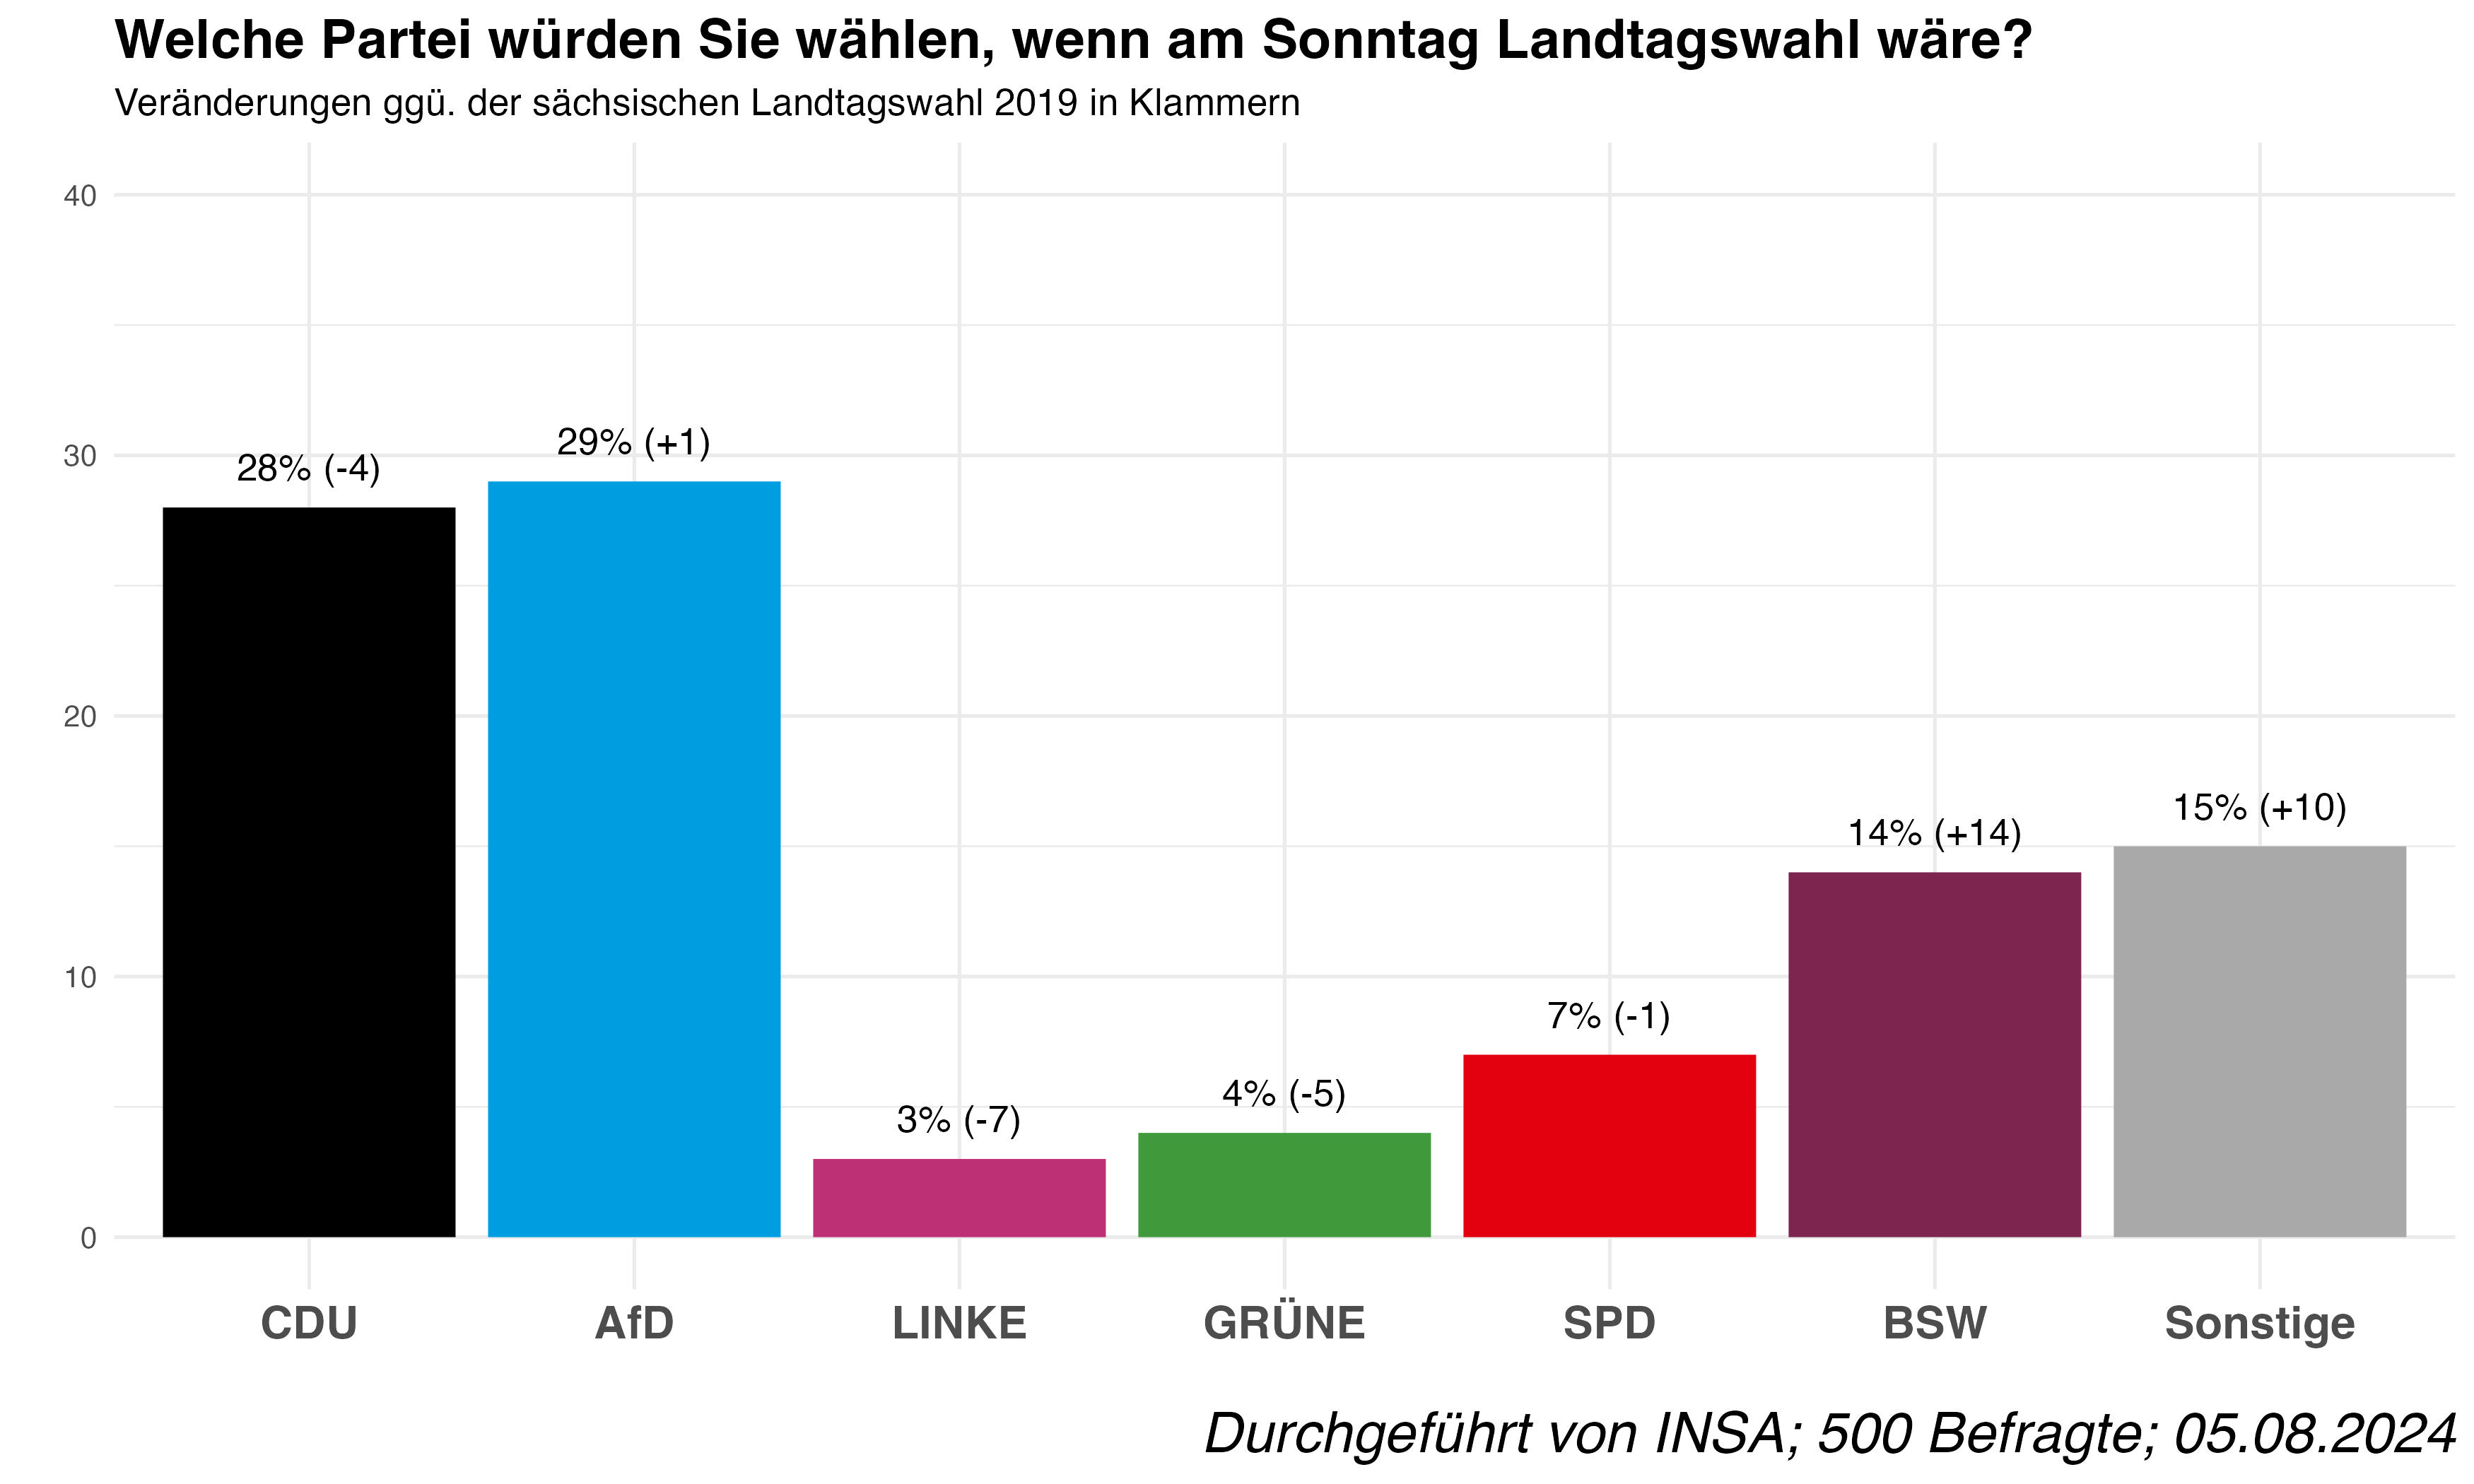 Welche Partei würden Sie wählen, wenn am Sonntag Landtagswahl wäre?
Veränderungen ggü. der sächsischen Landtagswahl 2019 in Klammern
40
30
20
10
0
28% (-4)
29% (+1)
3% (-7)
4% (-5)
7% (-1)
14% (+14)
15% (+10)
CDU
AfD
LINKE
GRÜNE
SPD
BSW
Sonstige
Durchgeführt von INSA; 500 Befragte; 05.08.2024